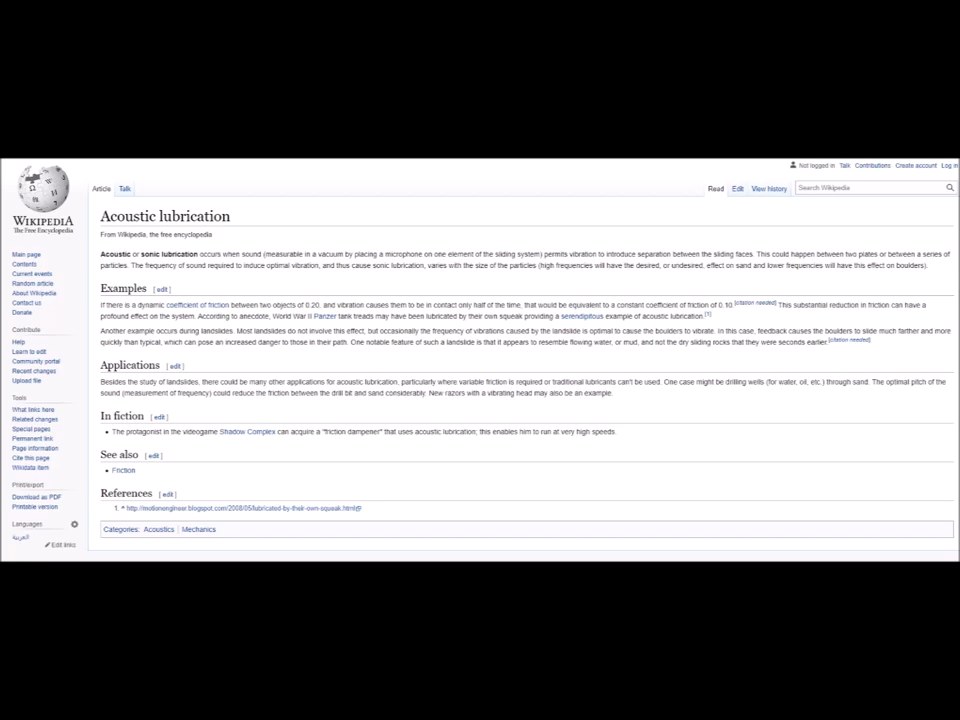 Not logged in Talk Contributions Create account Log in
Article Talk Read Edit View history Search Wikipedia
WIKIPEDIA
The Free Encyclopedia
Main page
Contents
Current events
Random article
About Wikipedia
Contact us
Donate
Contribute
Help
Learn to edit
Community portal
Recent changes
Upload file
Tools
What links here
Related changes
Special pages
Permanent link
Page information
Cite this page
Wikidata item
Print/export
Download as PDF
Printable version
Languages
العربية
Edit links
Acoustic lubrication
From Wikipedia, the free encyclopedia
Acoustic or sonic lubrication occurs when sound (measurable in a vacuum by placing a microphone on one element of the sliding system) permits vibration to introduce separation between the sliding faces. This could happen between two plates or between a series of
particles. The frequency of sound required to induce optimal vibration, and thus cause sonic lubrication, varies with the size of the particles (high frequencies will have the desired, or undesired, effect on sand and lower frequencies will have this effect on boulders).
Examples [ edit ]
If there is a dynamic coefficient of friction between two objects of 0.20, and vibration causes them to be in contact only half of the time, that would be equivalent to a constant coefficient of friction of 0.10.[citation needed] This substantial reduction in friction can have a
profound effect on the system. According to anecdote, World War II Panzer tank treads may have been lubricated by their own squeak providing a serendipitous example of acoustic lubrication.[1]
Another example occurs during landslides. Most landslides do not involve this effect, but occasionally the frequency of vibrations caused by the landslide is optimal to cause the boulders to vibrate. In this case, feedback causes the boulders to slide much farther and more
quickly than typical, which can pose an increased danger to those in their path. One notable feature of such a landslide is that it appears to resemble flowing water, or mud, and not the dry sliding rocks that they were seconds earlier.[citation needed]
Applications [ edit ]
Besides the study of landslides, there could be many other applications for acoustic lubrication, particularly where variable friction is required or traditional lubricants can't be used. One case might be drilling wells (for water, oil, etc.) through sand. The optimal pitch of the
sound (measurement of frequency) could reduce the friction between the drill bit and sand considerably. New razors with a vibrating head may also be an example.
In fiction [ edit ]
• The protagonist in the videogame Shadow Complex can acquire a "friction dampener" that uses acoustic lubrication; this enables him to run at very high speeds.
See also [ edit ]
• Friction
References [ edit ]
1. ^ http://motionengineer.blogspot.com/2008/05/lubricated-by-their-own-squeak.html
Categories: Acoustics | Mechanics